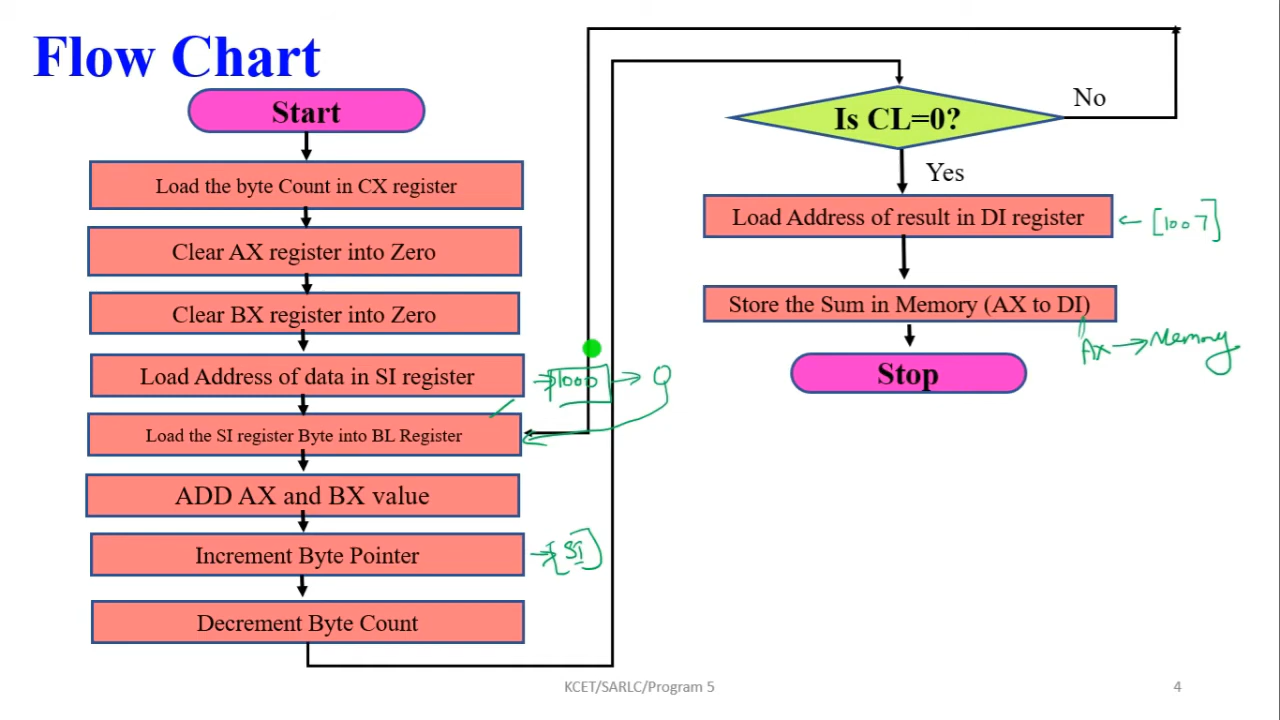 Flow Chart
Start
Load the byte Count in CX register
Clear AX register into Zero
Clear BX register into Zero
Load Address of data in SI register
1000
Load the SI register Byte into BL Register
ADD AX and BX value
Increment Byte Pointer
[SI]
Decrement Byte Count
Is CL=0?
No
Yes
Load Address of result in DI register
[1007]
Store the Sum in Memory (AX to DI)
AX → Memory
Stop
KCET/SARLC/Program 5
4